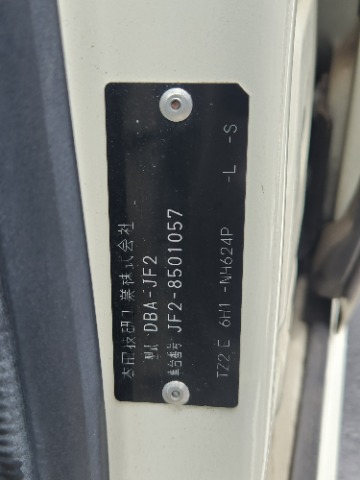 本田技研工業株式会社
型式 DBA-JF2
車台番号 JF2-8501057
TZ2E 6H1-N4624P -L -S